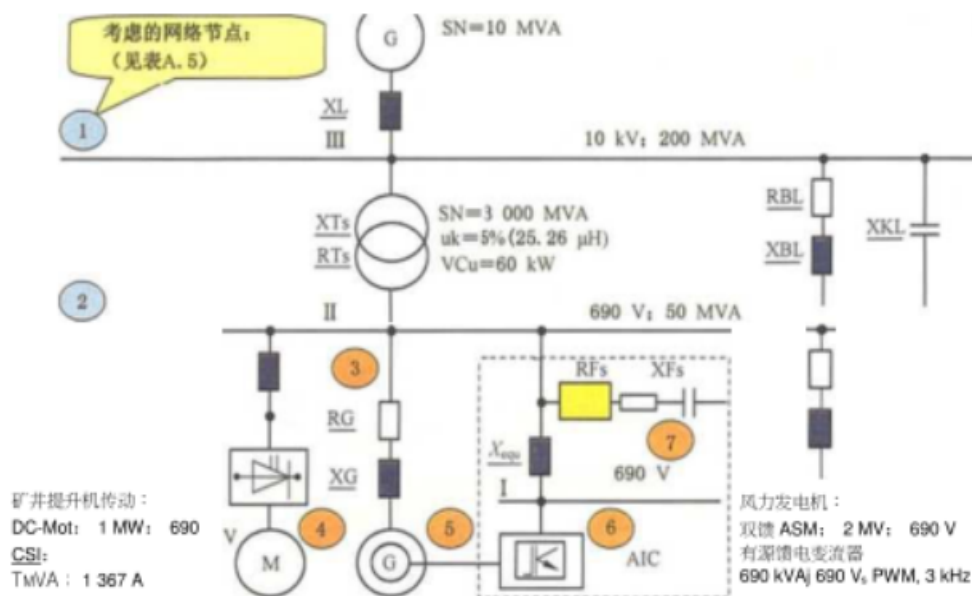 考虑的网络节点：
（见表A.5）
G
SN=10 MVA
1
XL
III
10 kV; 200 MVA
XTs
RTs
SN=3 000 MVA
uk=5%(25.26 μH)
VCu=60 kW
RBL
XBL
XKL
2
II
690 V; 50 MVA
3
RFs
XFs
RG
7
Xequ
690 V
XG
I
矿井提升机传动：
DC-Mot: 1 MW: 690
V
CSI:
TMVA : 1 367 A
M
4
G
5
6
AIC
风力发电机：
双馈 ASM; 2 MV; 690 V
有源馈电变流器
690 kVAj 690 V, PWM, 3 kHz